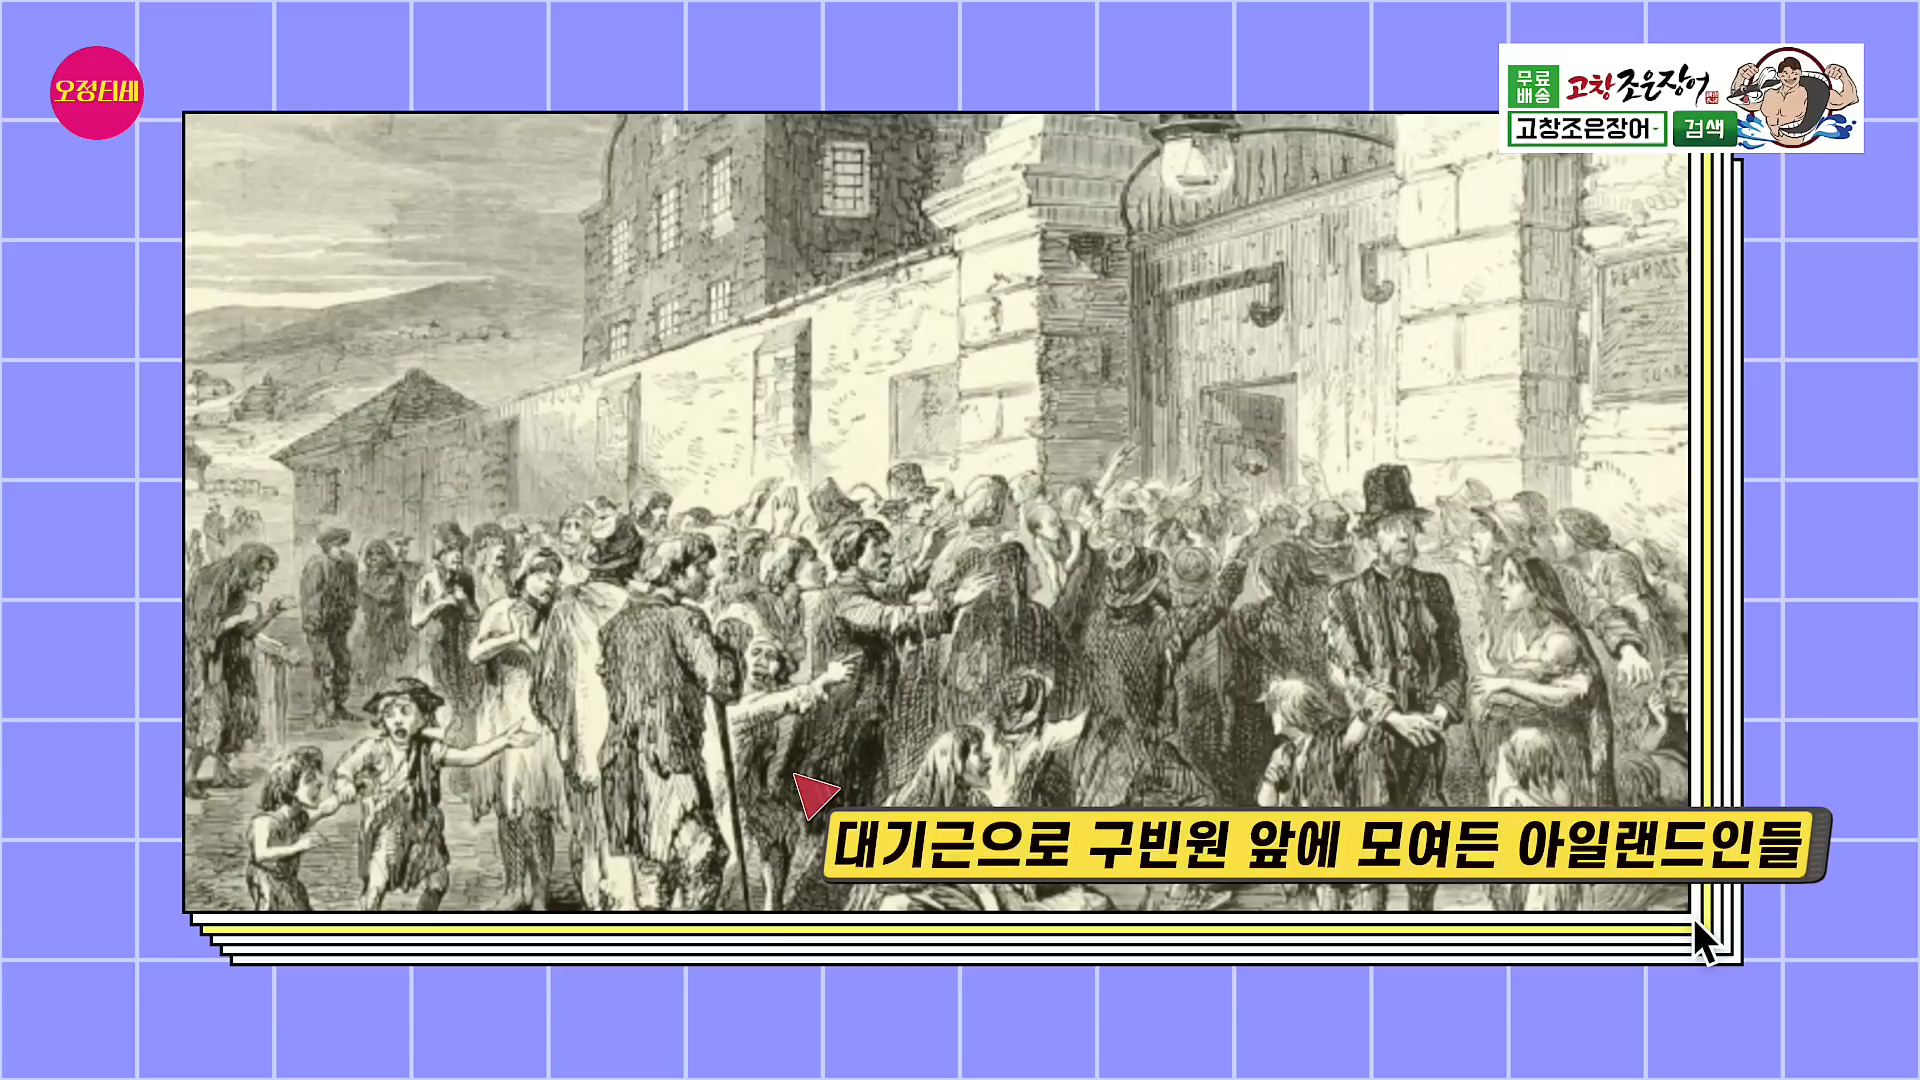 오정티비
무료
배송
고창조은장어
고창조은장어
검색
대기근으로 구빈원 앞에 모여든 아일랜드인들